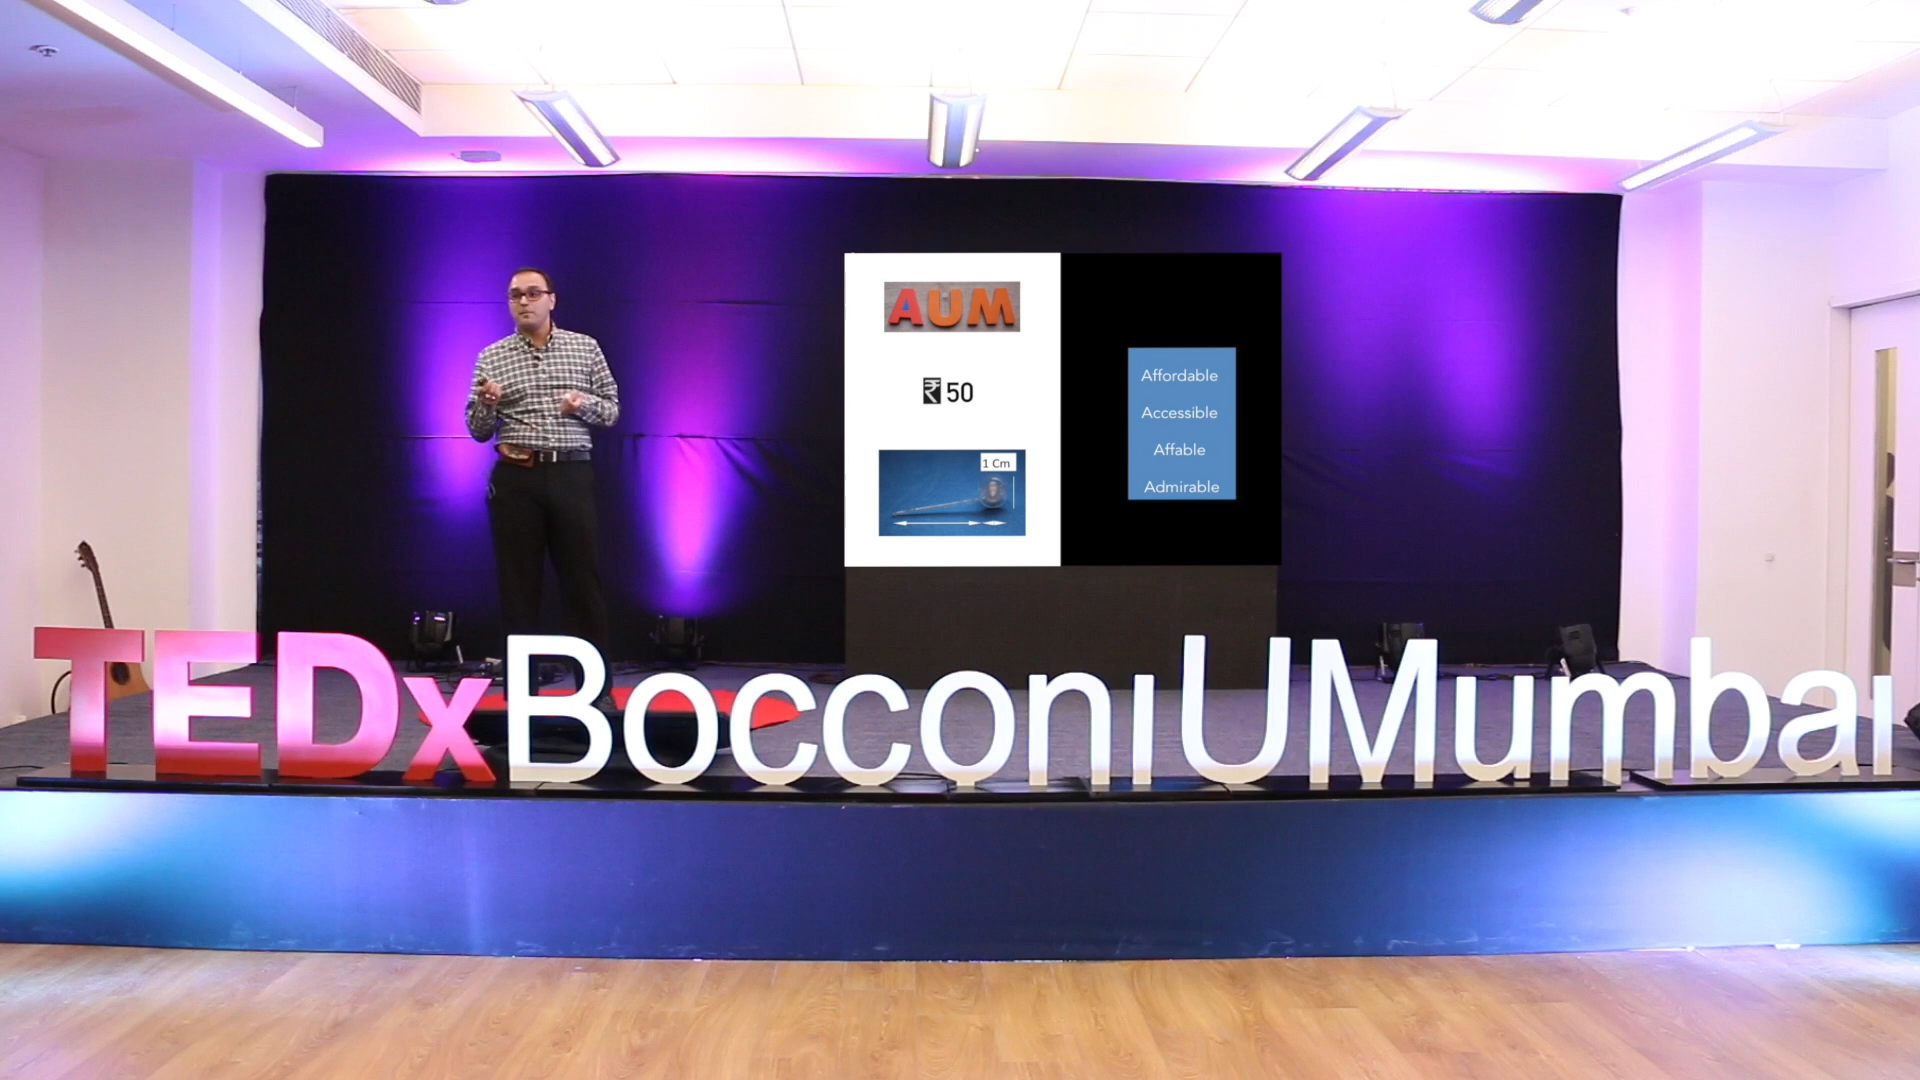 AUM
₹ 50
1 Cm
Affordable
Accessible
Affable
Admirable
TEDxBocconiUMumbai